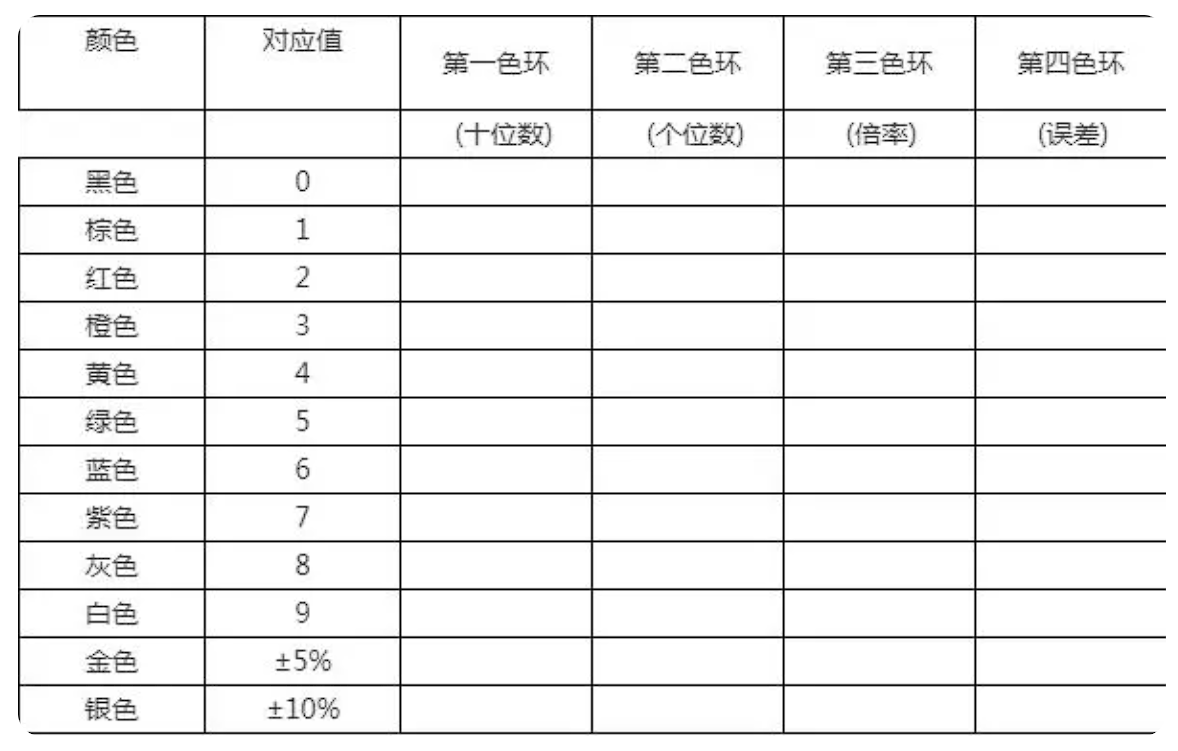 颜色 对应值 第一色环 第二色环 第三色环 第四色环
(十位数) (个位数) (倍率) (误差)
黑色 0
棕色 1
红色 2
橙色 3
黄色 4
绿色 5
蓝色 6
紫色 7
灰色 8
白色 9
金色 ±5%
银色 ±10%